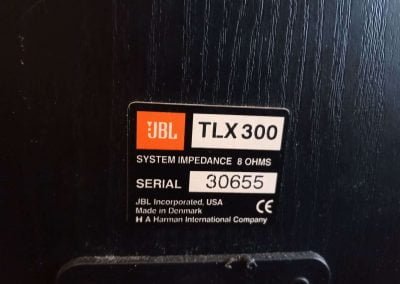 JBL TLX 300
SYSTEM IMPEDANCE 8 OHMS
SERIAL 30655
JBL Incorporated, USA
Made in Denmark CE
H A Harman International Company